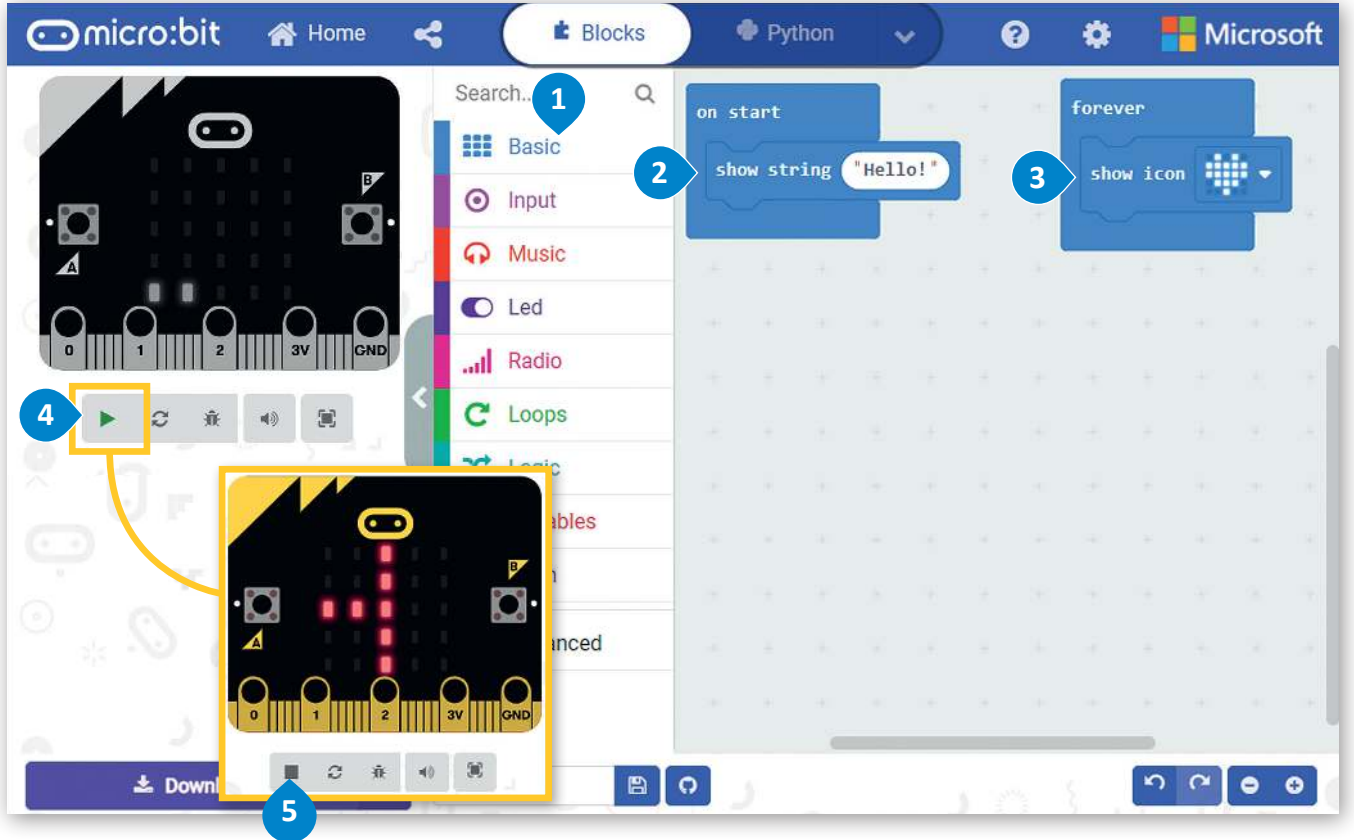 micro:bit Home Blocks Python Microsoft
Search...
1
Basic
Input
Music
Led
Radio
Loops
Logic
ables
anced
on start
2
show string "Hello!"
forever
3
show icon
B
A
0 1 2 3V GND
4
B
A
0 1 2 3V GND
5
Downl